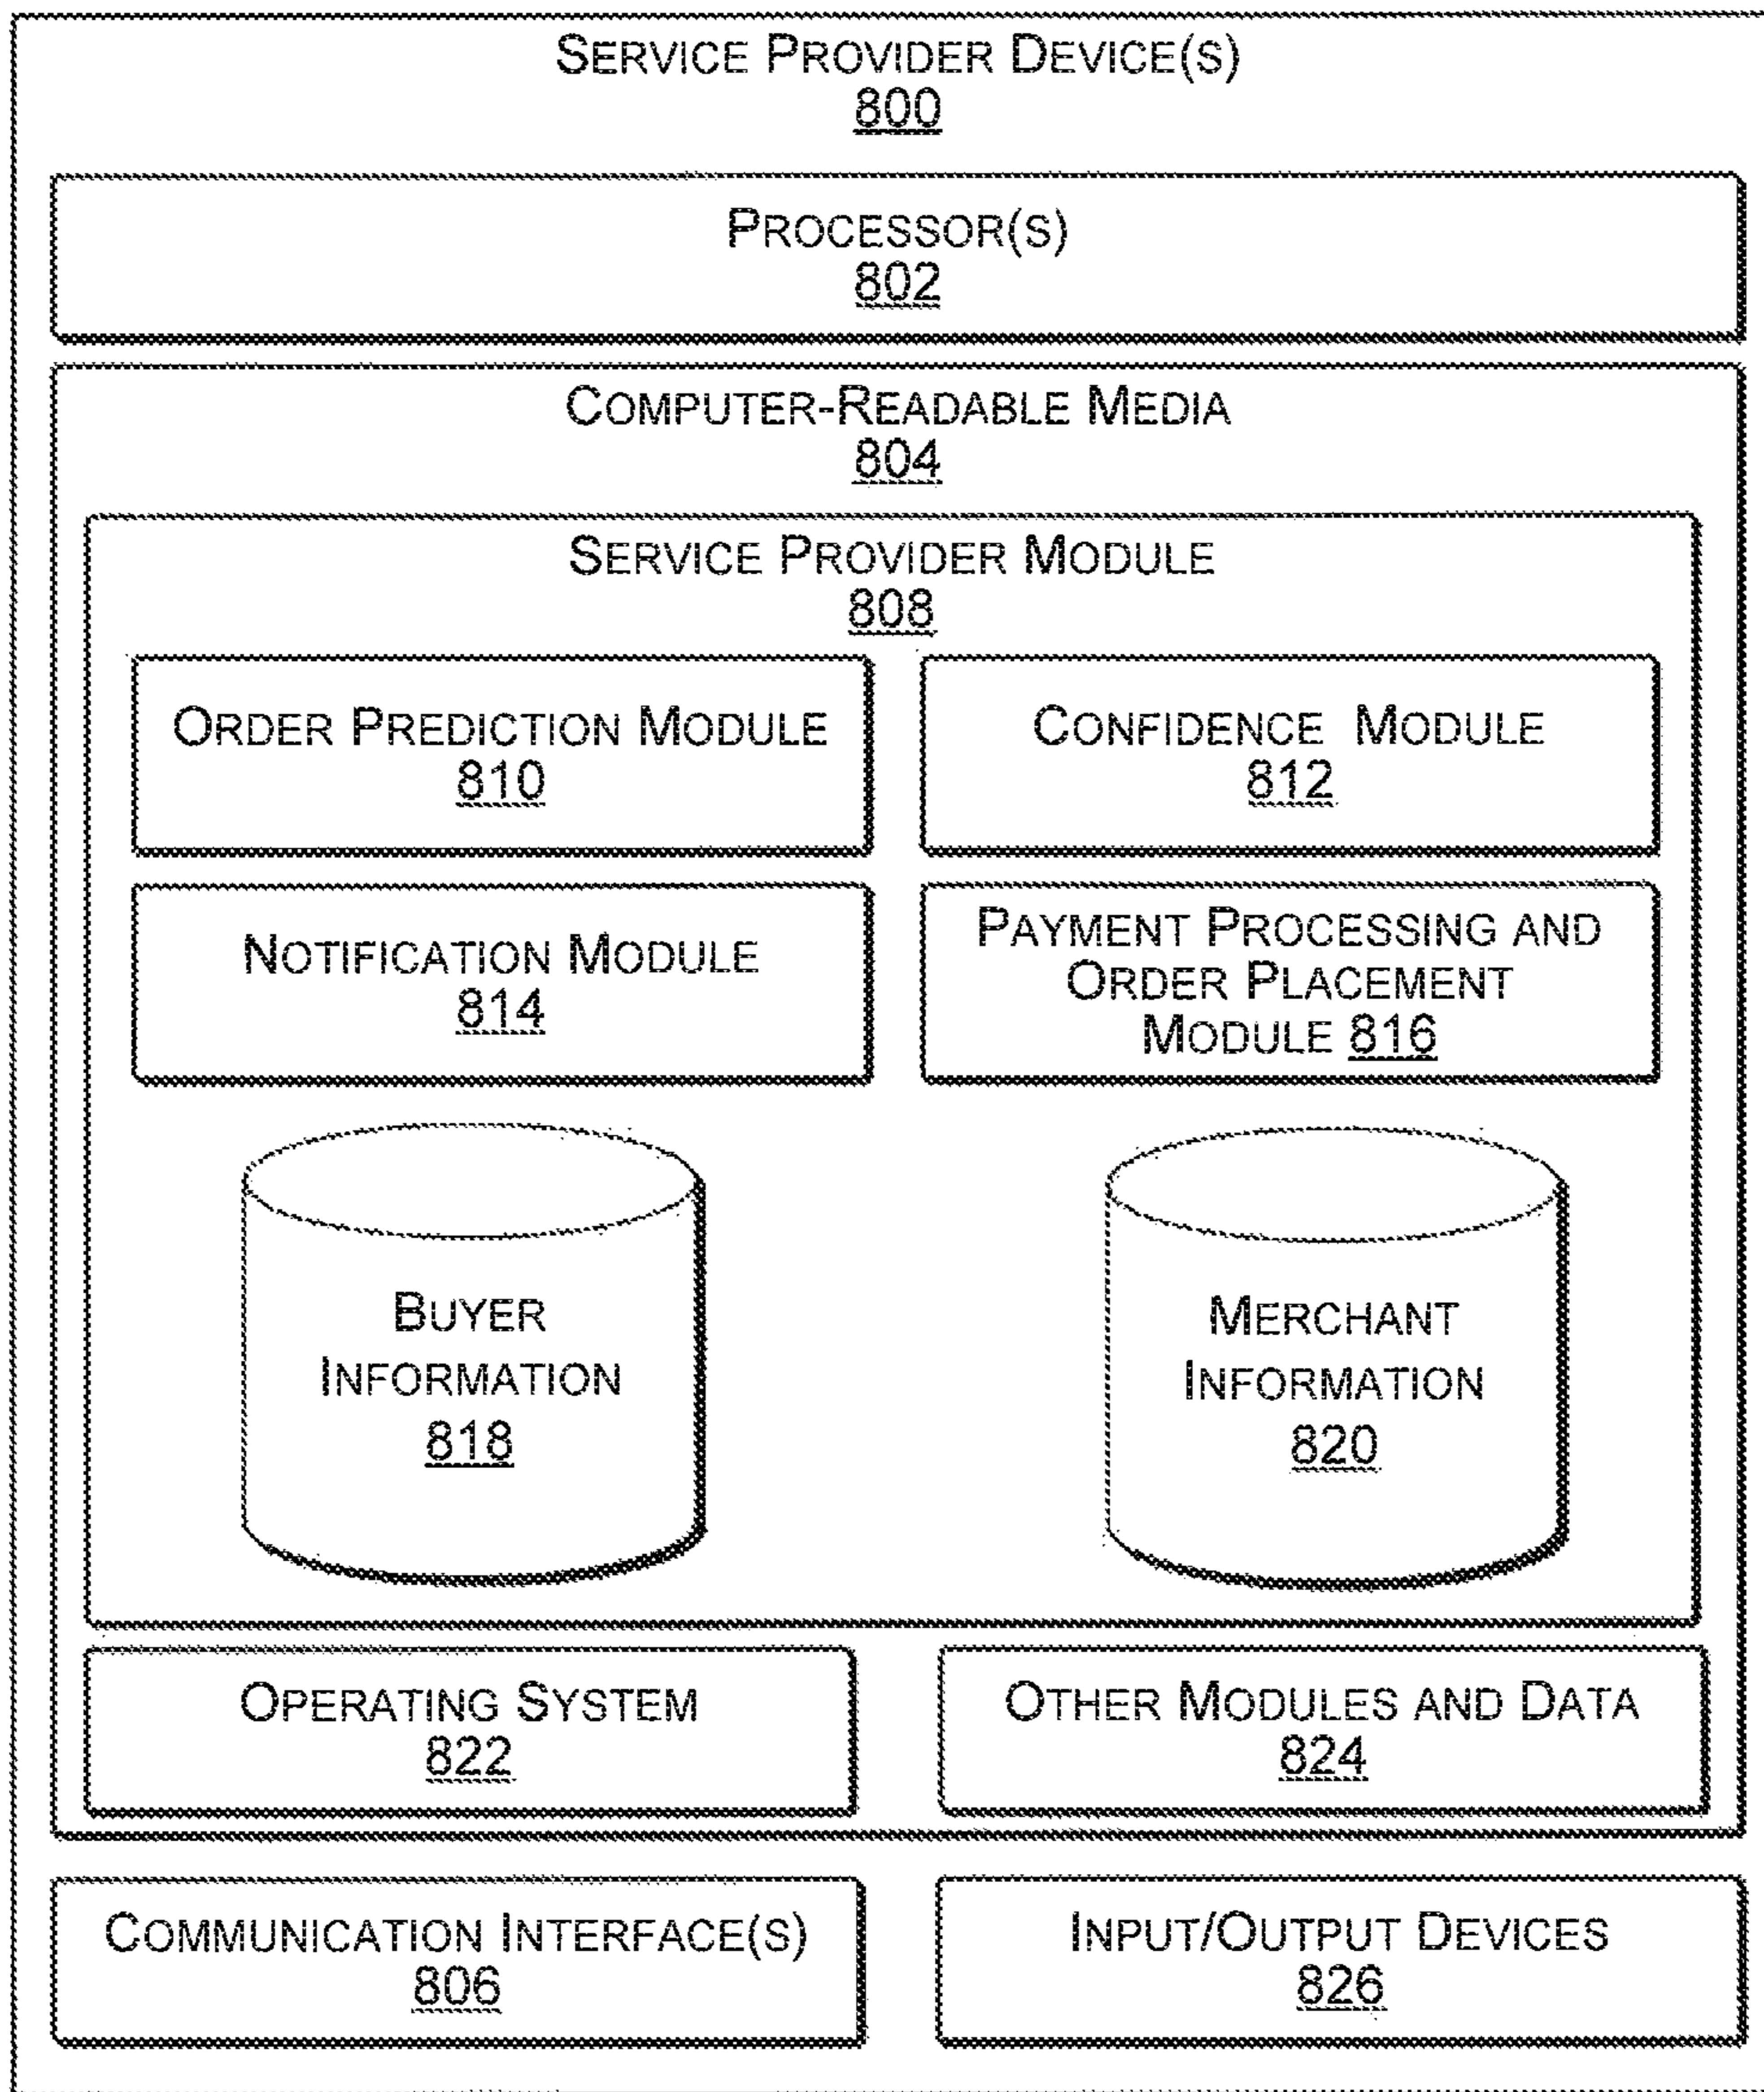 SERVICE PROVIDER DEVICE(S)
800
PROCESSOR(S)
802
COMPUTER-READABLE MEDIA
804
SERVICE PROVIDER MODULE
808
ORDER PREDICTION MODULE
810
CONFIDENCE MODULE
812
NOTIFICATION MODULE
814
PAYMENT PROCESSING AND
ORDER PLACEMENT
MODULE 816
BUYER
INFORMATION
818
MERCHANT
INFORMATION
820
OPERATING SYSTEM
822
OTHER MODULES AND DATA
824
COMMUNICATION INTERFACE(S)
806
INPUT/OUTPUT DEVICES
826